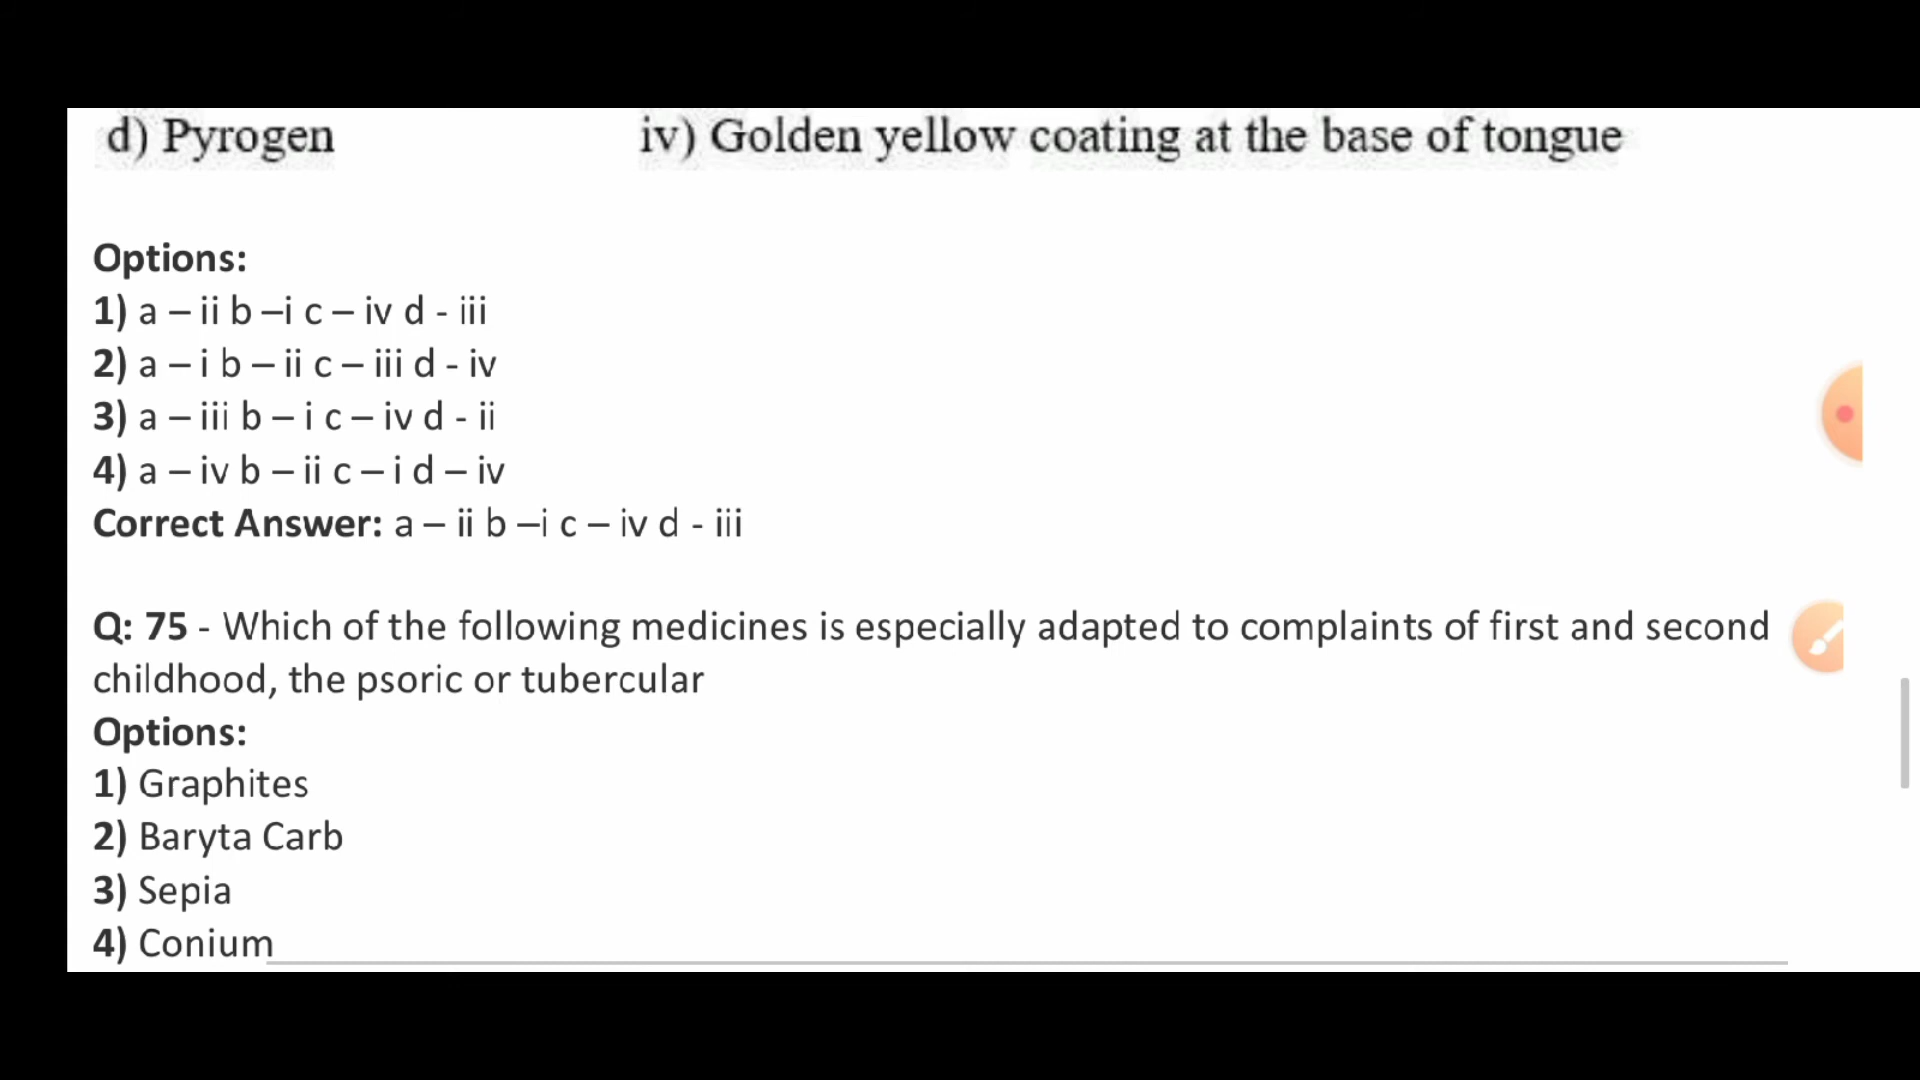 d) Pyrogen iv) Golden yellow coating at the base of tongue
Options:
1) a – ii b –i c – iv d - iii
2) a – i b – ii c – iii d - iv
3) a – iii b – i c – iv d - ii
4) a – iv b – ii c – i d – iv
Correct Answer: a – ii b –i c – iv d - iii
Q: 75 - Which of the following medicines is especially adapted to complaints of first and second
childhood, the psoric or tubercular
Options:
1) Graphites
2) Baryta Carb
3) Sepia
4) Conium